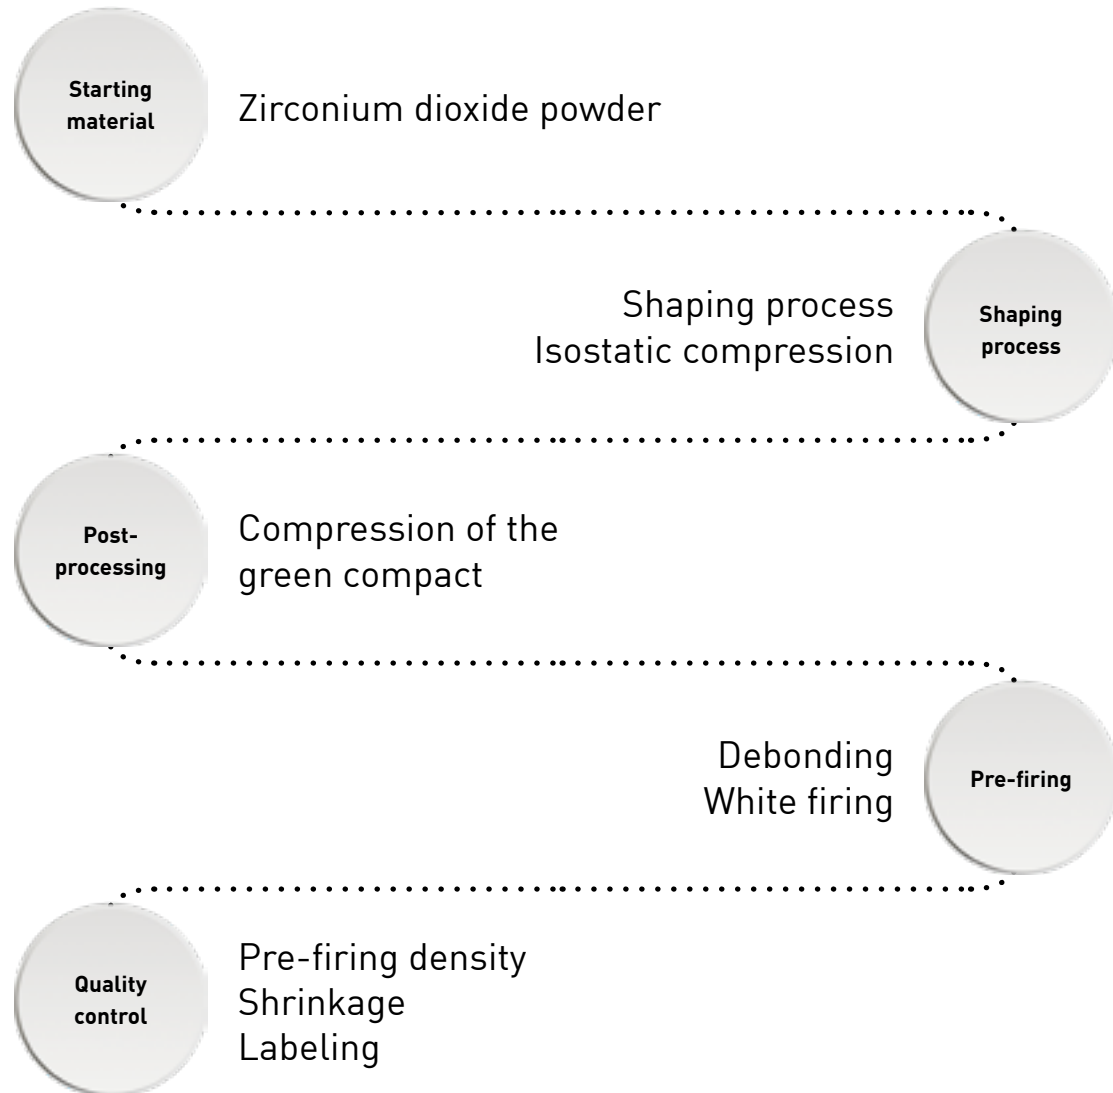 Starting
material
Zirconium dioxide powder
Shaping process
Isostatic compression
Shaping
process
Post-
processing
Compression of the
green compact
Debonding
White firing
Pre-firing
Quality
control
Pre-firing density
Shrinkage
Labeling